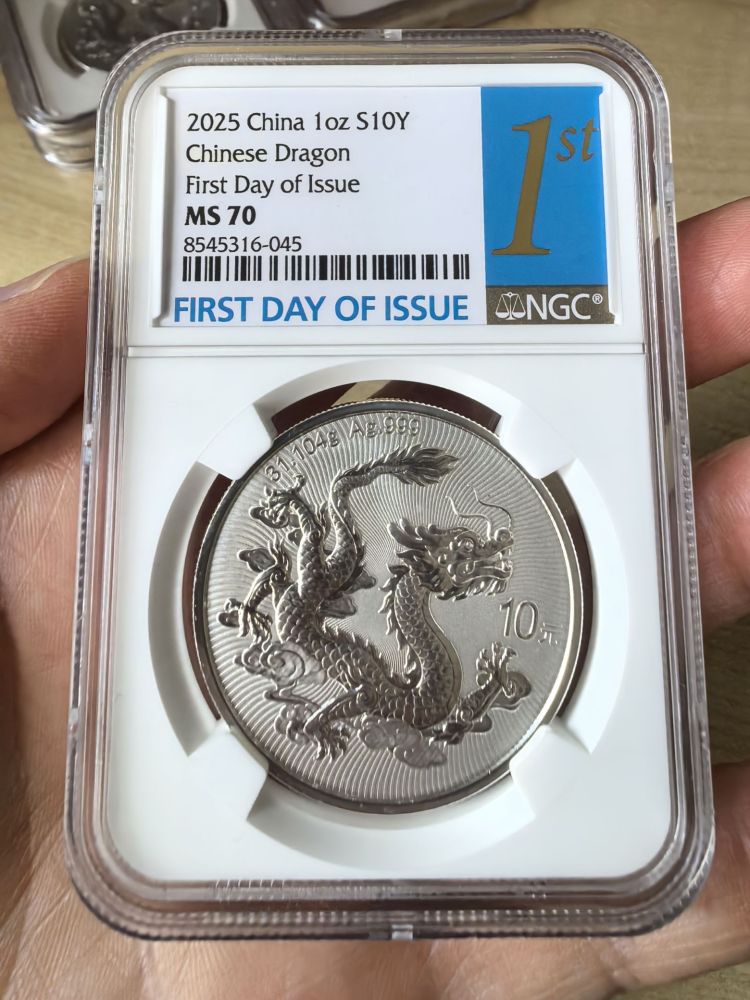 2025 China 1oz S10Y
Chinese Dragon
First Day of Issue
MS 70
8545316-045
FIRST DAY OF ISSUE
1st
NGC®
31.104g Ag.999
10元